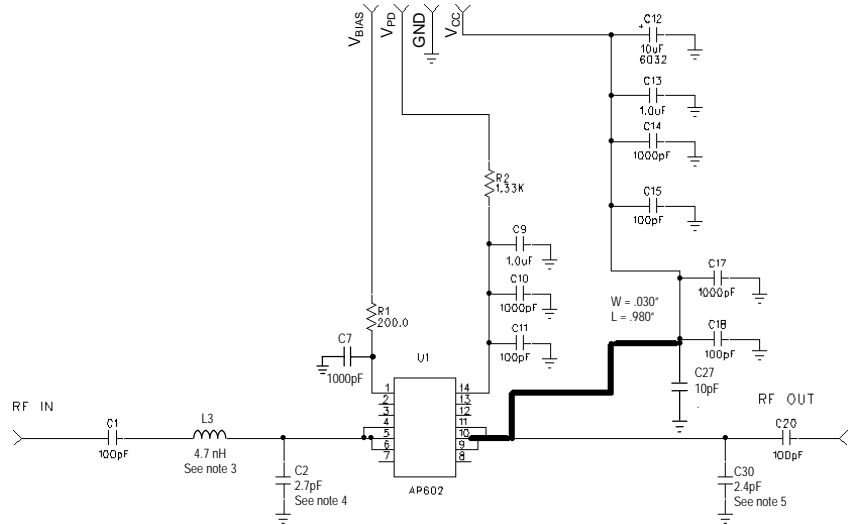 V_BIAS
V_PD
GND
V_CC
C12
+
10uF
6032
C13
1.0uF
C14
1000pF
R2
1.33K
C15
100pF
C9
1.0uF
C10
1000pF
C17
1000pF
W = .030"
L = .980"
R1
200.0
C11
100pF
C18
100pF
C7
1000pF
U1
C27
10pF
1
2
3
4
5
6
7
14
13
12
11
10
9
8
AP602
RF IN
C1
100pF
L3
4.7 nH
See note 3
C2
2.7pF
See note 4
RF OUT
C20
100pF
C30
2.4pF
See note 5